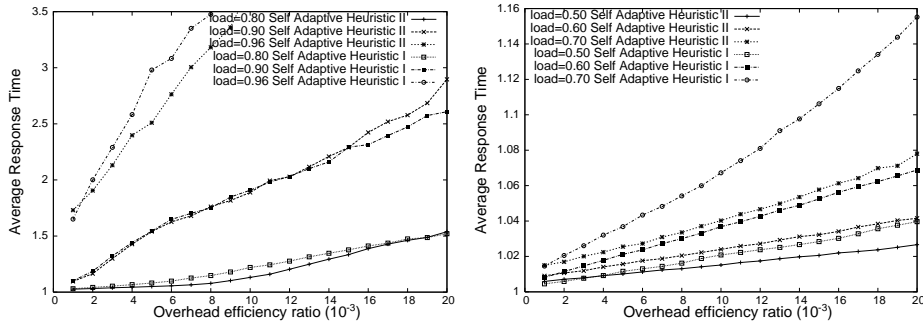 3.5
3
2.5
2
1.5
1
Average Response Time
load=0.80 Self Adaptive Heuristic II
load=0.90 Self Adaptive Heuristic II
load=0.96 Self Adaptive Heuristic II
load=0.80 Self Adaptive Heuristic I
load=0.90 Self Adaptive Heuristic I
load=0.96 Self Adaptive Heuristic I
0 2 4 6 8 10 12 14 16 18 20
Overhead efficiency ratio (10⁻³)
1.16
1.14
1.12
1.1
1.08
1.06
1.04
1.02
1
Average Response Time
load=0.50 Self Adaptive Heuristic II
load=0.60 Self Adaptive Heuristic II
load=0.70 Self Adaptive Heuristic II
load=0.50 Self Adaptive Heuristic I
load=0.60 Self Adaptive Heuristic I
load=0.70 Self Adaptive Heuristic I
0 2 4 6 8 10 12 14 16 18 20
Overhead efficiency ratio (10⁻³)